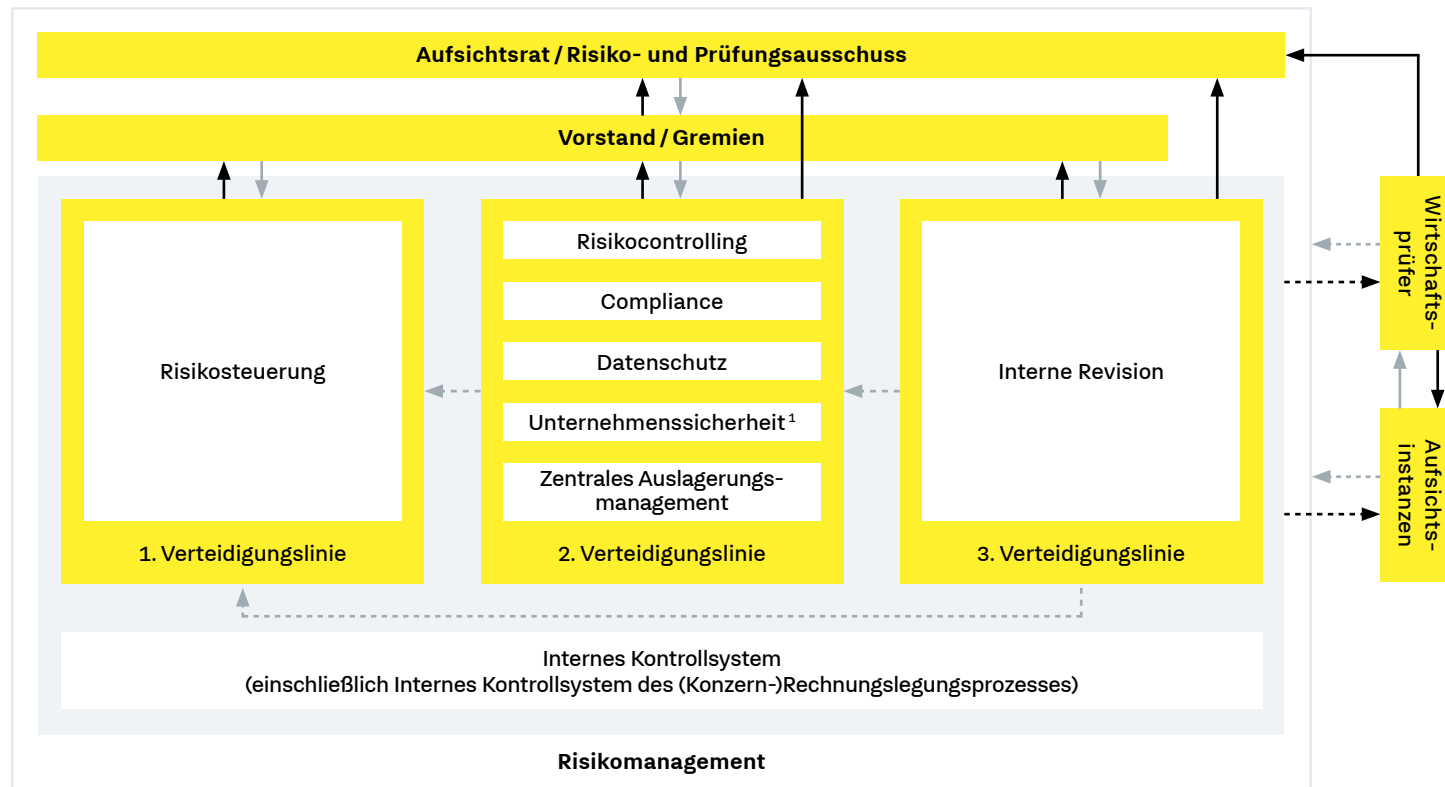 Aufsichtsrat / Risiko- und Prüfungsausschuss
Vorstand / Gremien
Risikosteuerung
1. Verteidigungslinie
Risikocontrolling
Compliance
Datenschutz
Unternehmenssicherheit¹
Zentrales Auslagerungs-
management
2. Verteidigungslinie
Interne Revision
3. Verteidigungslinie
Wirtschafts-
prüfer
Aufsichts-
instanzen
Internes Kontrollsystem
(einschließlich Internes Kontrollsystem des (Konzern-)Rechnungslegungsprozesses)
Risikomanagement